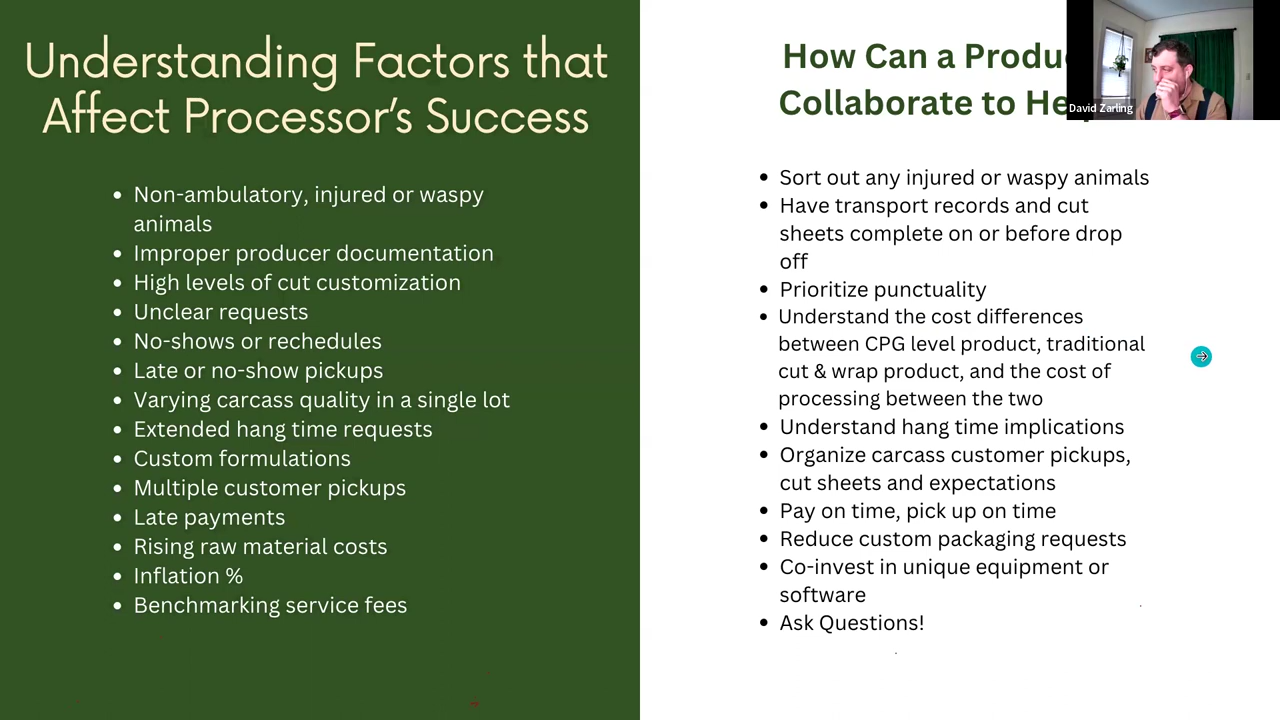 Understanding Factors that
Affect Processor's Success
• Non-ambulatory, injured or waspy
animals
• Improper producer documentation
• High levels of cut customization
• Unclear requests
• No-shows or reschedules
• Late or no-show pickups
• Varying carcass quality in a single lot
• Extended hang time requests
• Custom formulations
• Multiple customer pickups
• Late payments
• Rising raw material costs
• Inflation %
• Benchmarking service fees
How Can a
Collaborate to
• Sort out any injured or waspy animals
• Have transport records and cut
sheets complete on or before drop
off
• Prioritize punctuality
• Understand the cost differences
between CPG level product, traditional
cut & wrap product, and the cost of
processing between the two
• Understand hang time implications
• Organize carcass customer pickups,
cut sheets and expectations
• Pay on time, pick up on time
• Reduce custom packaging requests
• Co-invest in unique equipment or
software
• Ask Questions!
David Zarling